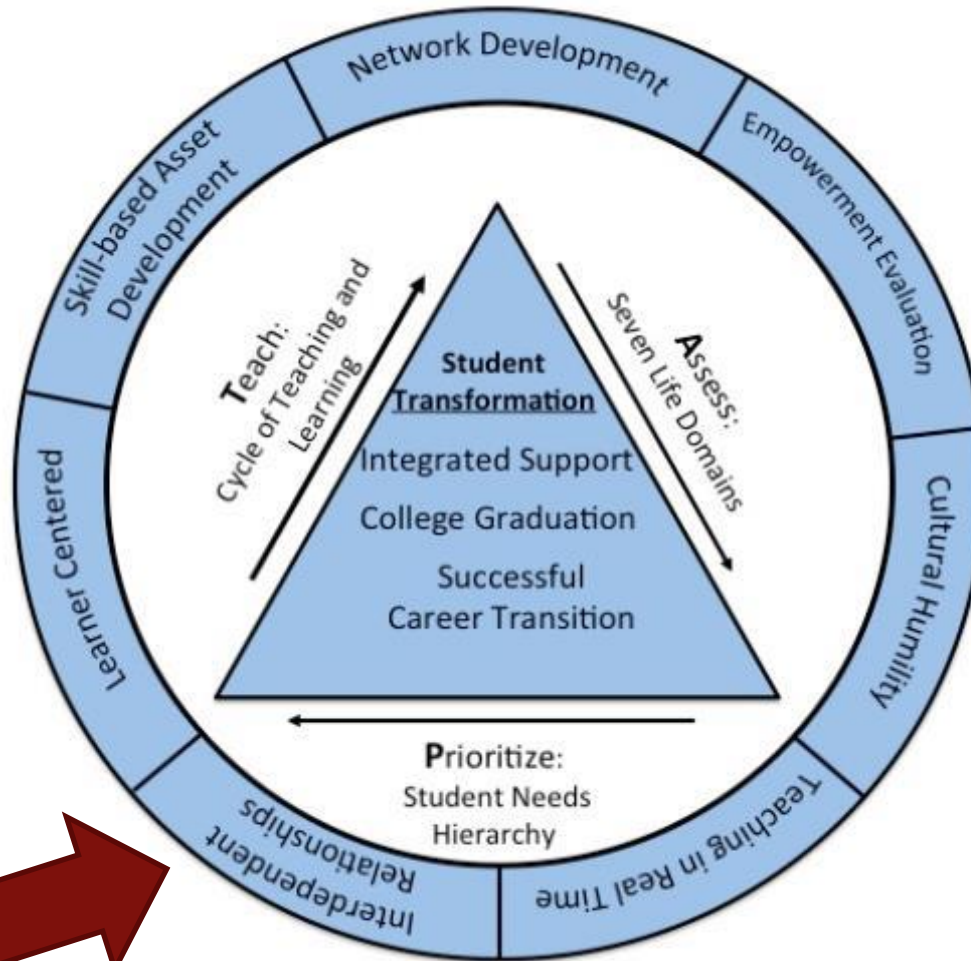 Network Development
Empowerment Evaluation
Cultural Humility
Teaching in Real Time
Interdependent
Relationships
Learner Centered
Skill-based Asset
Development
Teach:
Cycle of Teaching and
Learning
Assess:
Seven Life Domains
Prioritize:
Student Needs
Hierarchy
Student
Transformation
Integrated Support
College Graduation
Successful
Career Transition